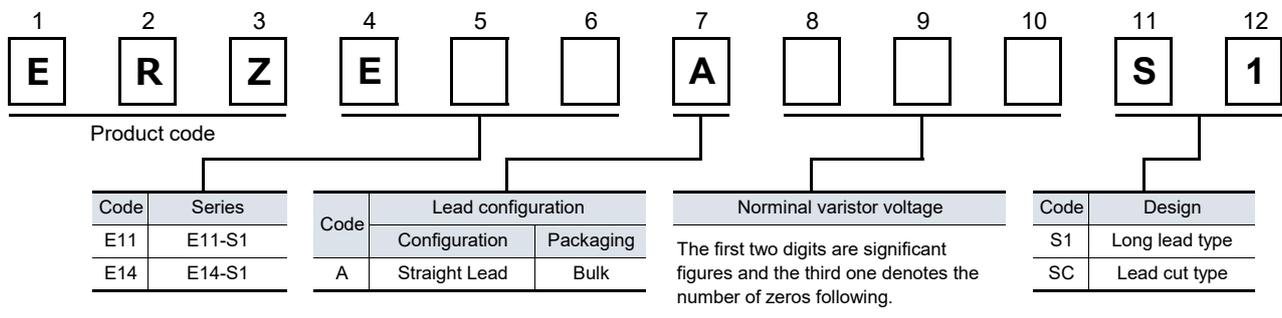 1 2 3 4 5 6 7 8 9 10 11 12
E R Z E A S 1
Product code
Code Series
E11 E11-S1
E14 E14-S1
Code Lead configuration
Configuration Packaging
A Straight Lead Bulk
Norminal varistor voltage
The first two digits are significant
figures and the third one denotes the
number of zeros following.
Code Design
S1 Long lead type
SC Lead cut type